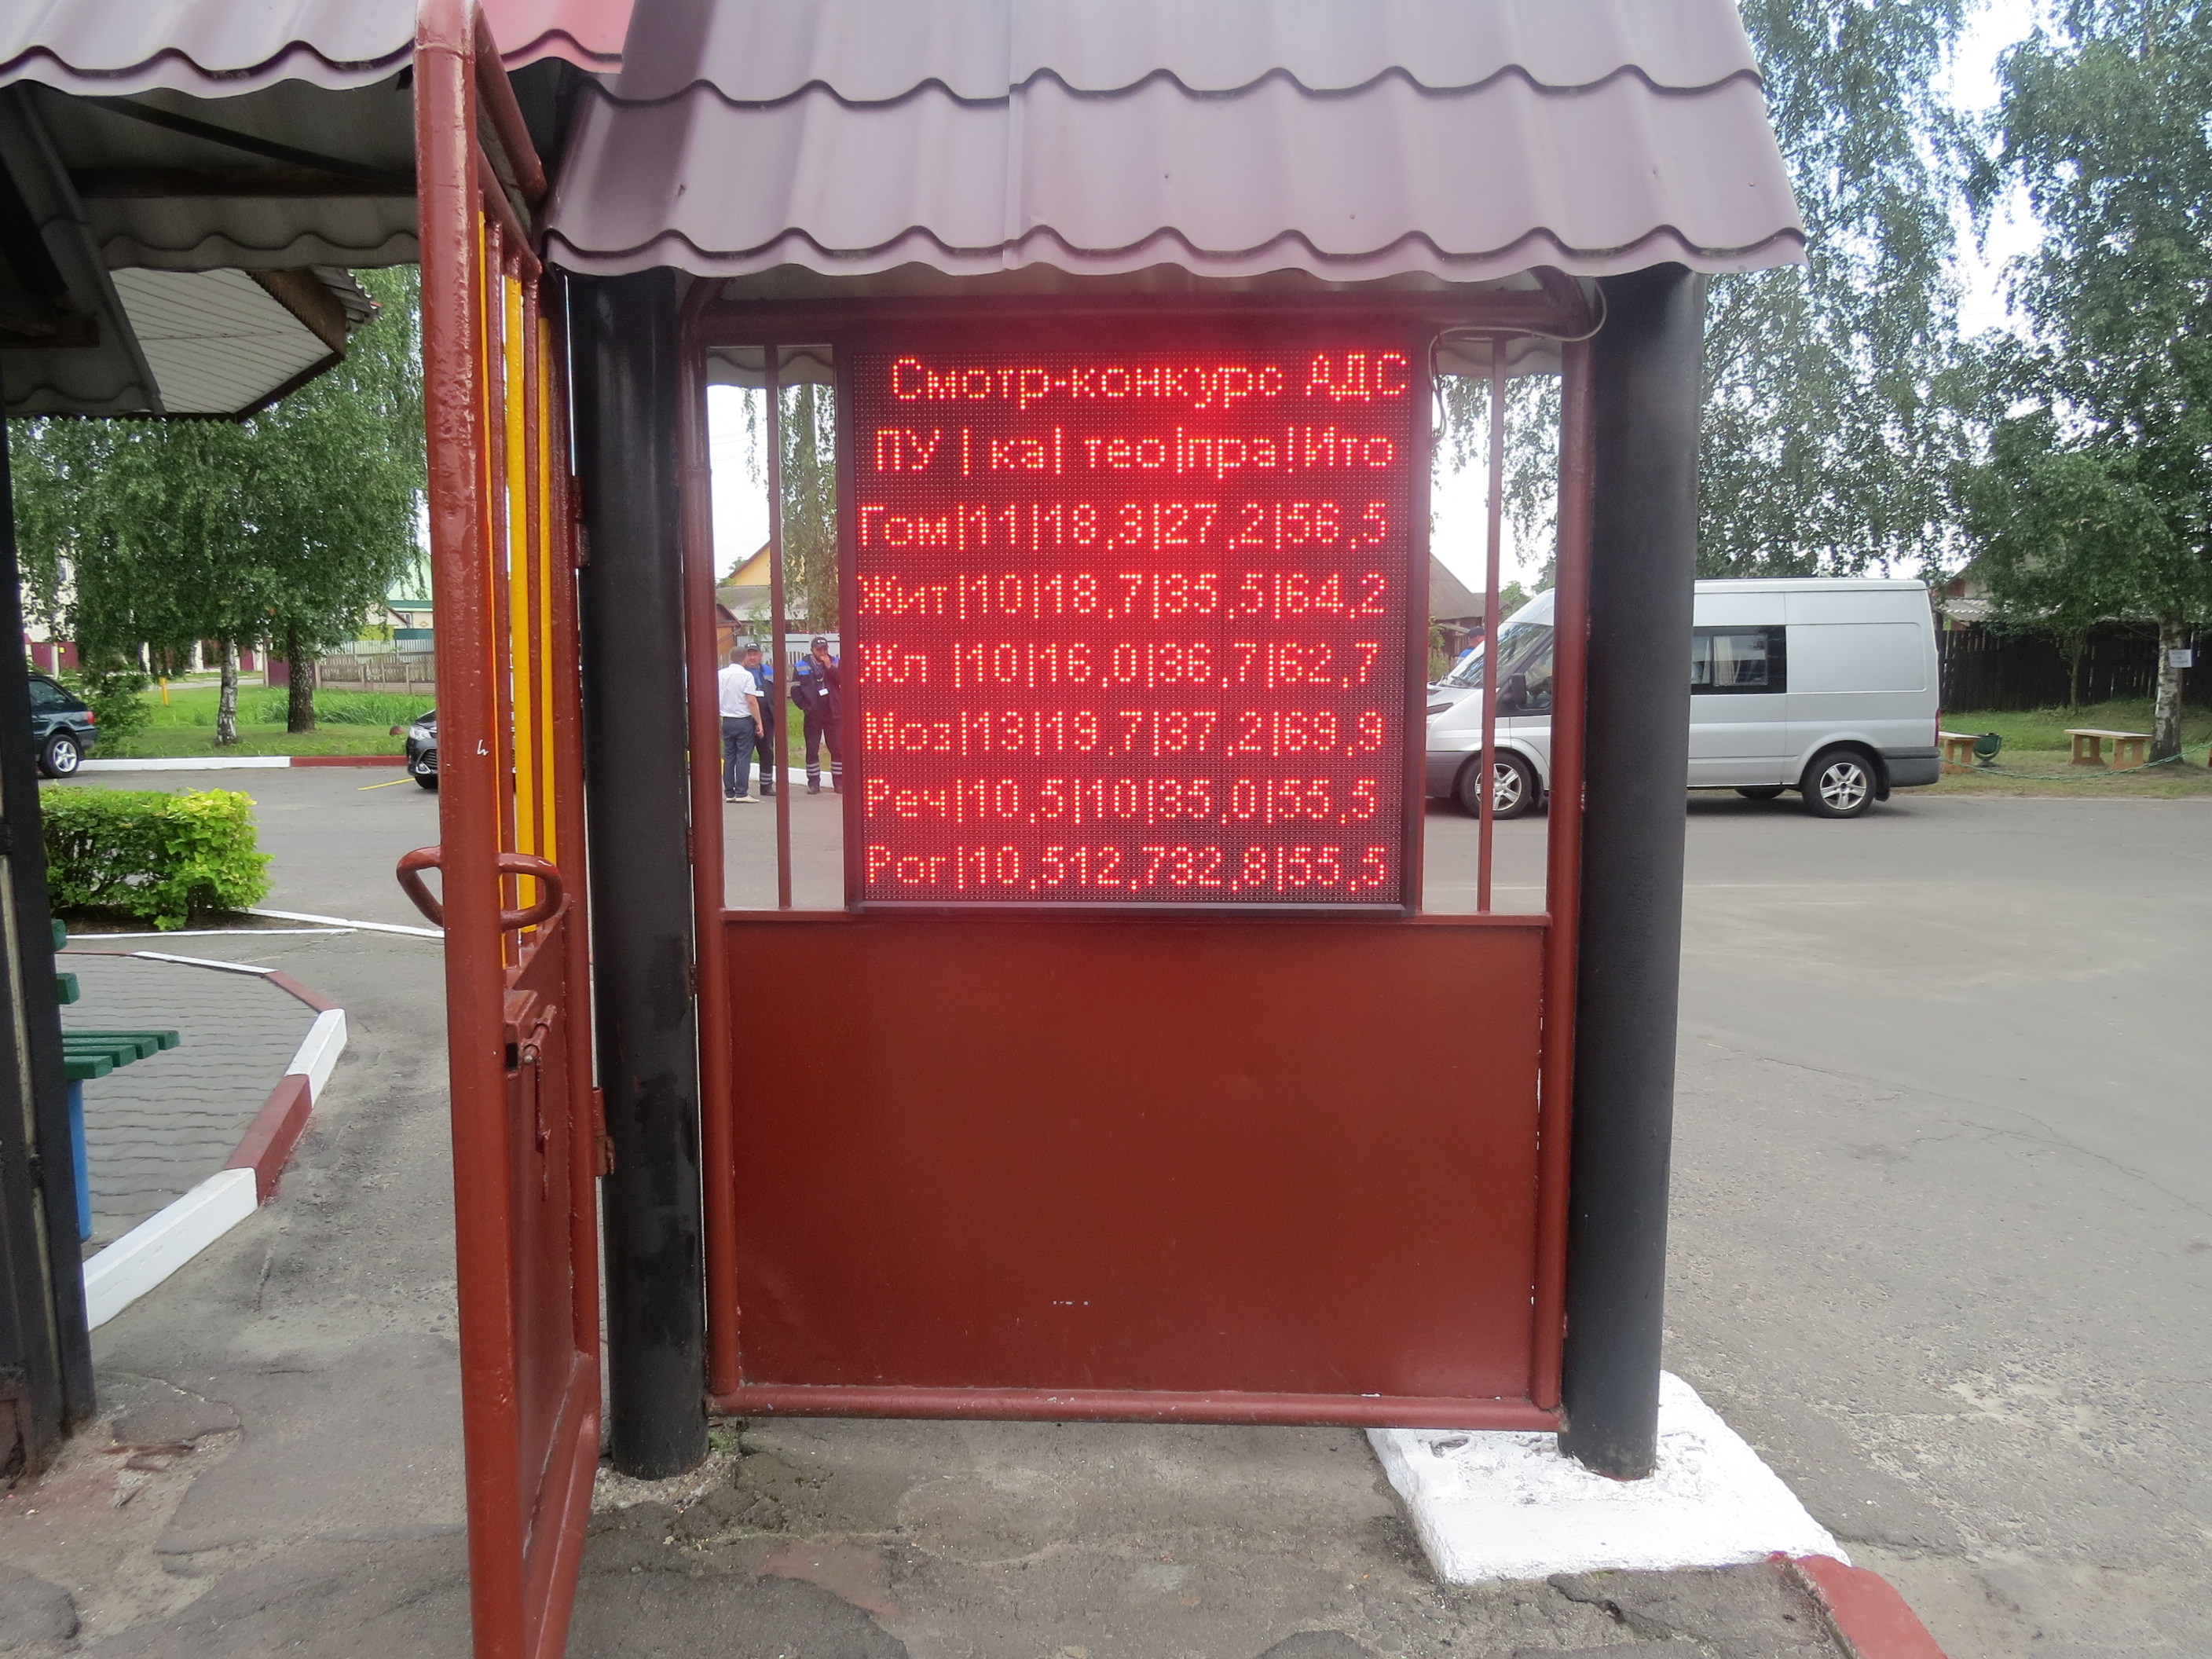 Смотр-конкурс АДС
ПУ | ка| тео|пра|Ито
Гом|11|18,3|27,2|56,5
Жит|10|18,7|35,5|64,2
Жл |10|16,0|36,7|62,7
Моз|13|19,7|37,2|69,9
Реч|10,5|10|35,0|55,5
Рог|10,512,732,8|55,5